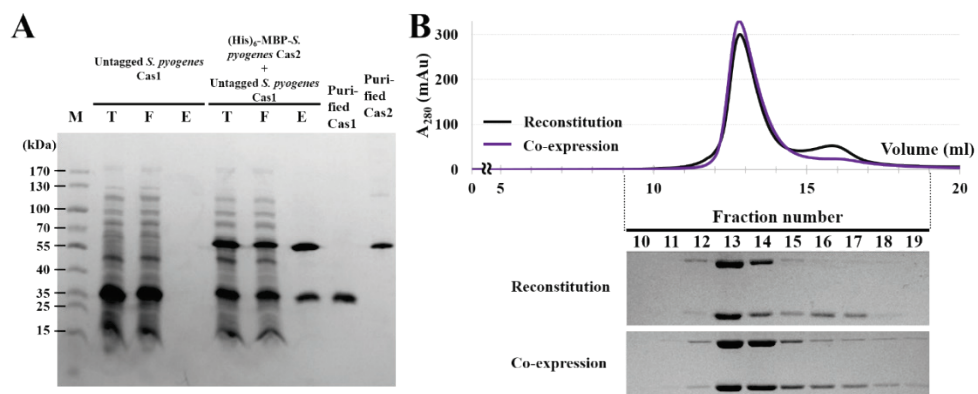 A
Untagged S. pyogenes
Cas1
(His)6-MBP-S.
pyogenes Cas2
+
Untagged S. pyogenes
Cas1
Puri-
fied
Cas1
Puri-
fied
Cas2
M T F E T F E
(kDa)
170
130
100
70
55
40
35
25
15
B
A280 (mAu)
300
200
100
0
Reconstitution
Co-expression
Volume (ml)
0 5 10 15 20
Fraction number
10 11 12 13 14 15 16 17 18 19
Reconstitution
Co-expression